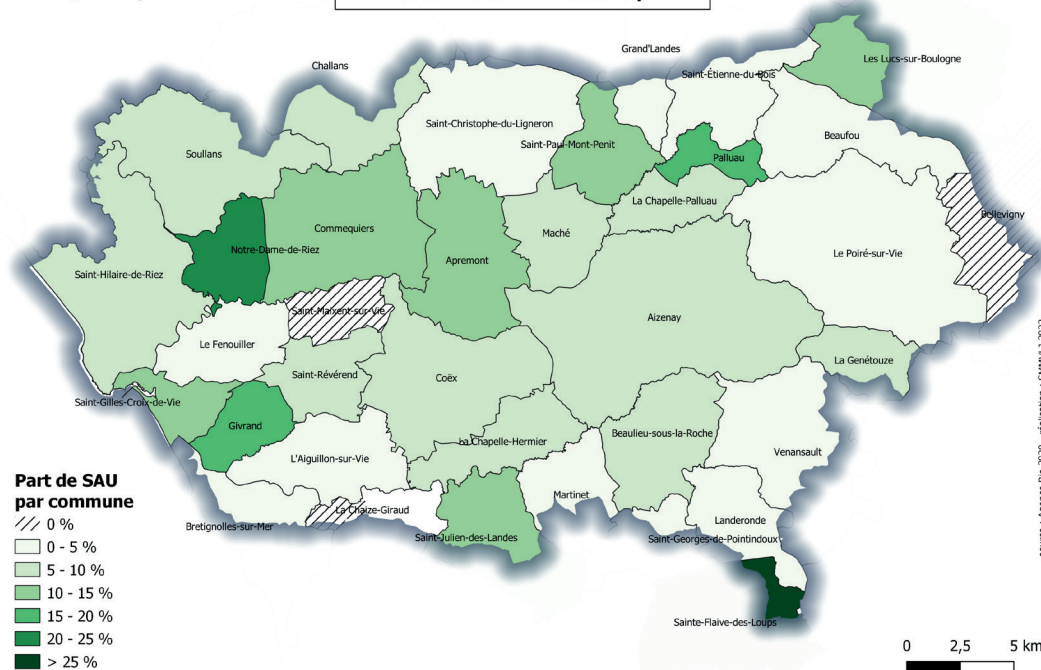 Grand'Landes
Challans
Saint-Étienne-du-Bois
Les Lucs-sur-Boulogne
Saint-Christophe-du-Ligneron
Beaufou
Saint-Paul-Mont-Penit
Soullans
Palluau
La Chapelle-Palluau
Bellevigny
Commequiers
Maché
Notre-Dame-de-Riez
Le Poiré-sur-Vie
Apremont
Saint-Hilaire-de-Riez
Saint-Maixent-sur-Vie
Aizenay
Le Fenouiller
La Genétouze
Saint-Révérend
Coëx
Saint-Gilles-Croix-de-Vie
Givrand
Beaulieu-sous-la-Roche
La Chapelle-Hermier
Venansault
L'Aiguillon-sur-Vie
Martinet
La Chaize-Giraud
Landeronde
Bretignolles-sur-Mer
Saint-Julien-des-Landes
Saint-Georges-de-Pointindoux
Sainte-Flaive-des-Loups
Part de SAU
par commune
0 %
0 - 5 %
5 - 10 %
10 - 15 %
15 - 20 %
20 - 25 %
> 25 %
0 2,5 5 km